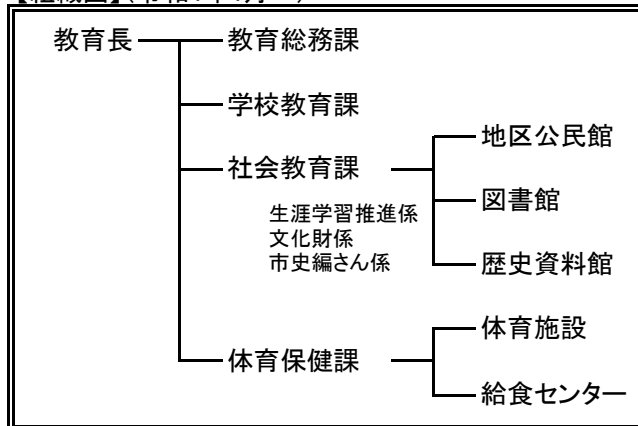 教育長
教育総務課
学校教育課
社会教育課
生涯学習推進係
文化財係
市史編さん係
地区公民館
図書館
歴史資料館
体育保健課
体育施設
給食センター